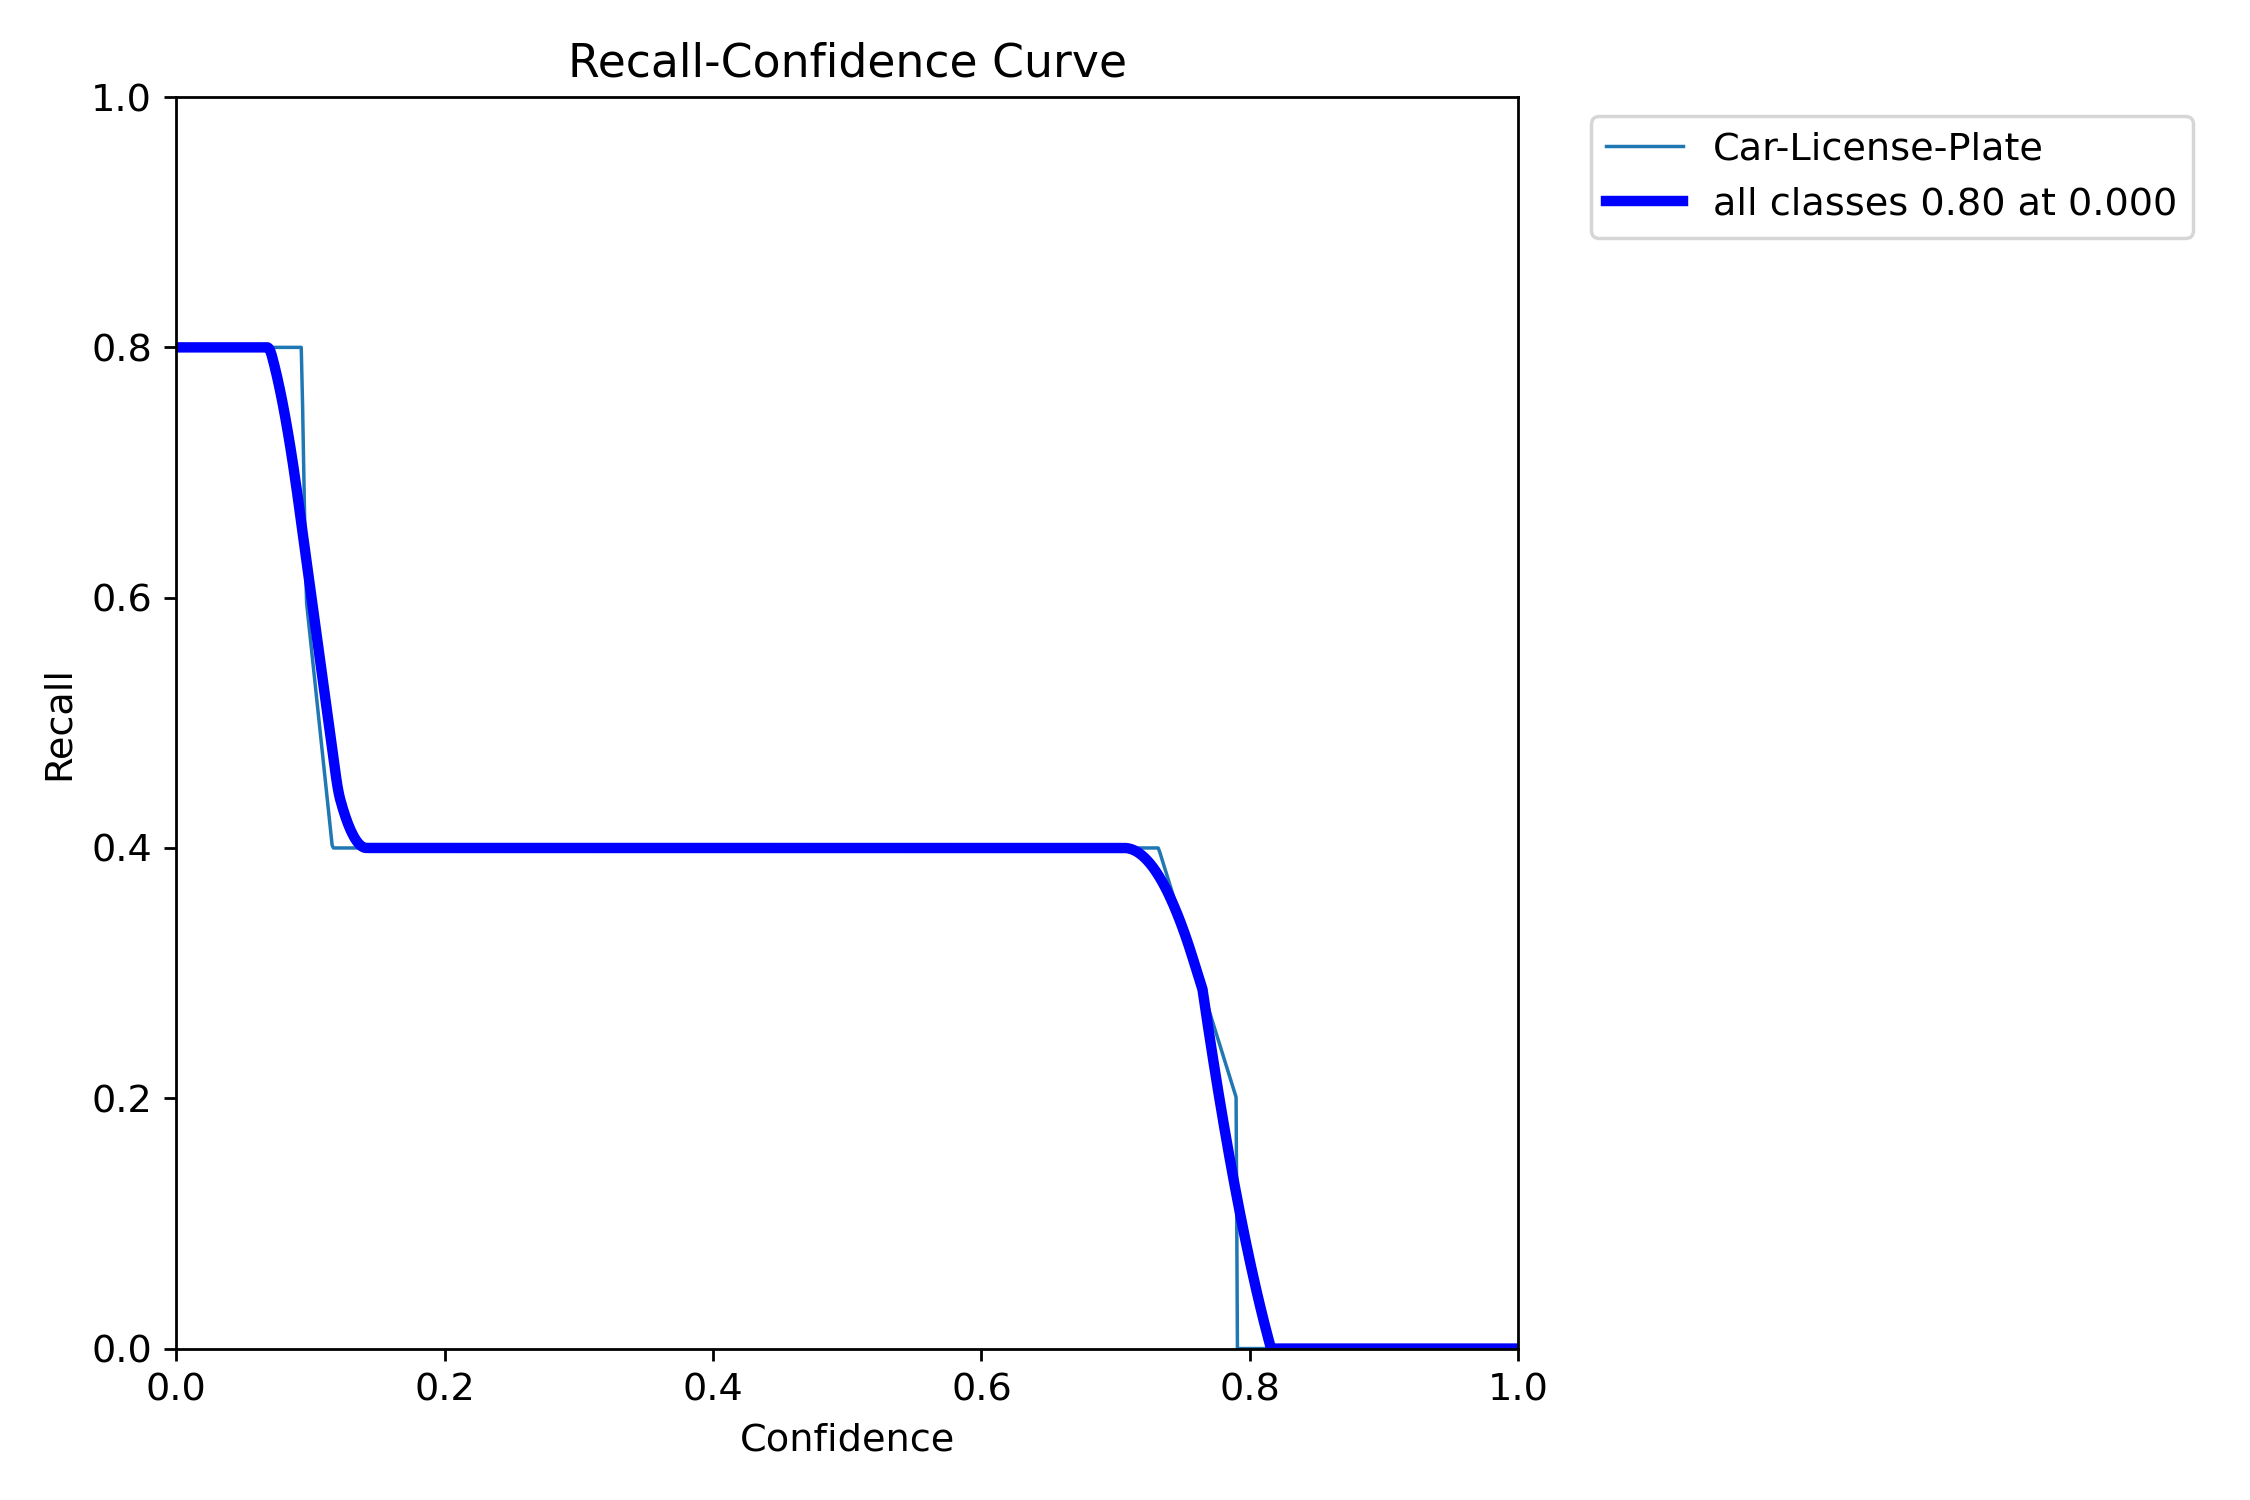 Recall-Confidence Curve
Car-License-Plate
all classes 0.80 at 0.000
1.0
0.8
0.6
0.4
0.2
0.0
Recall
0.0 0.2 0.4 0.6 0.8 1.0
Confidence